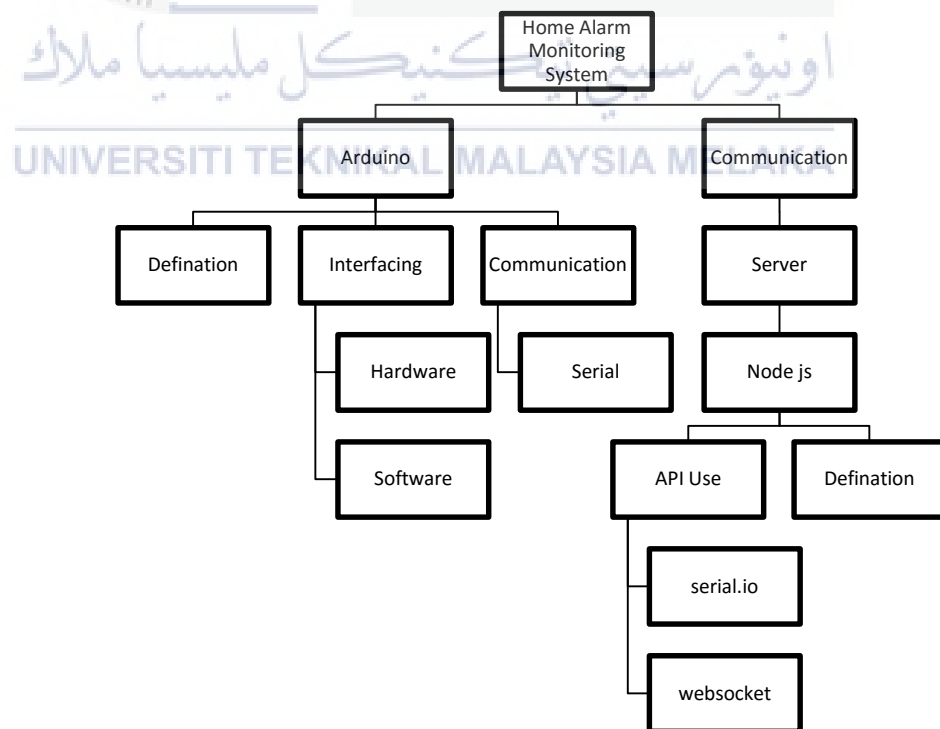 Home Alarm
Monitoring
System
اونيورسيتي تيكنيكل مليسيا ملاك
UNIVERSITI TEKNIKAL MALAYSIA MELAKA
Arduino
Communication
Defination
Interfacing
Communication
Server
Hardware
Serial
Node js
Software
API Use
Defination
serial.io
websocket